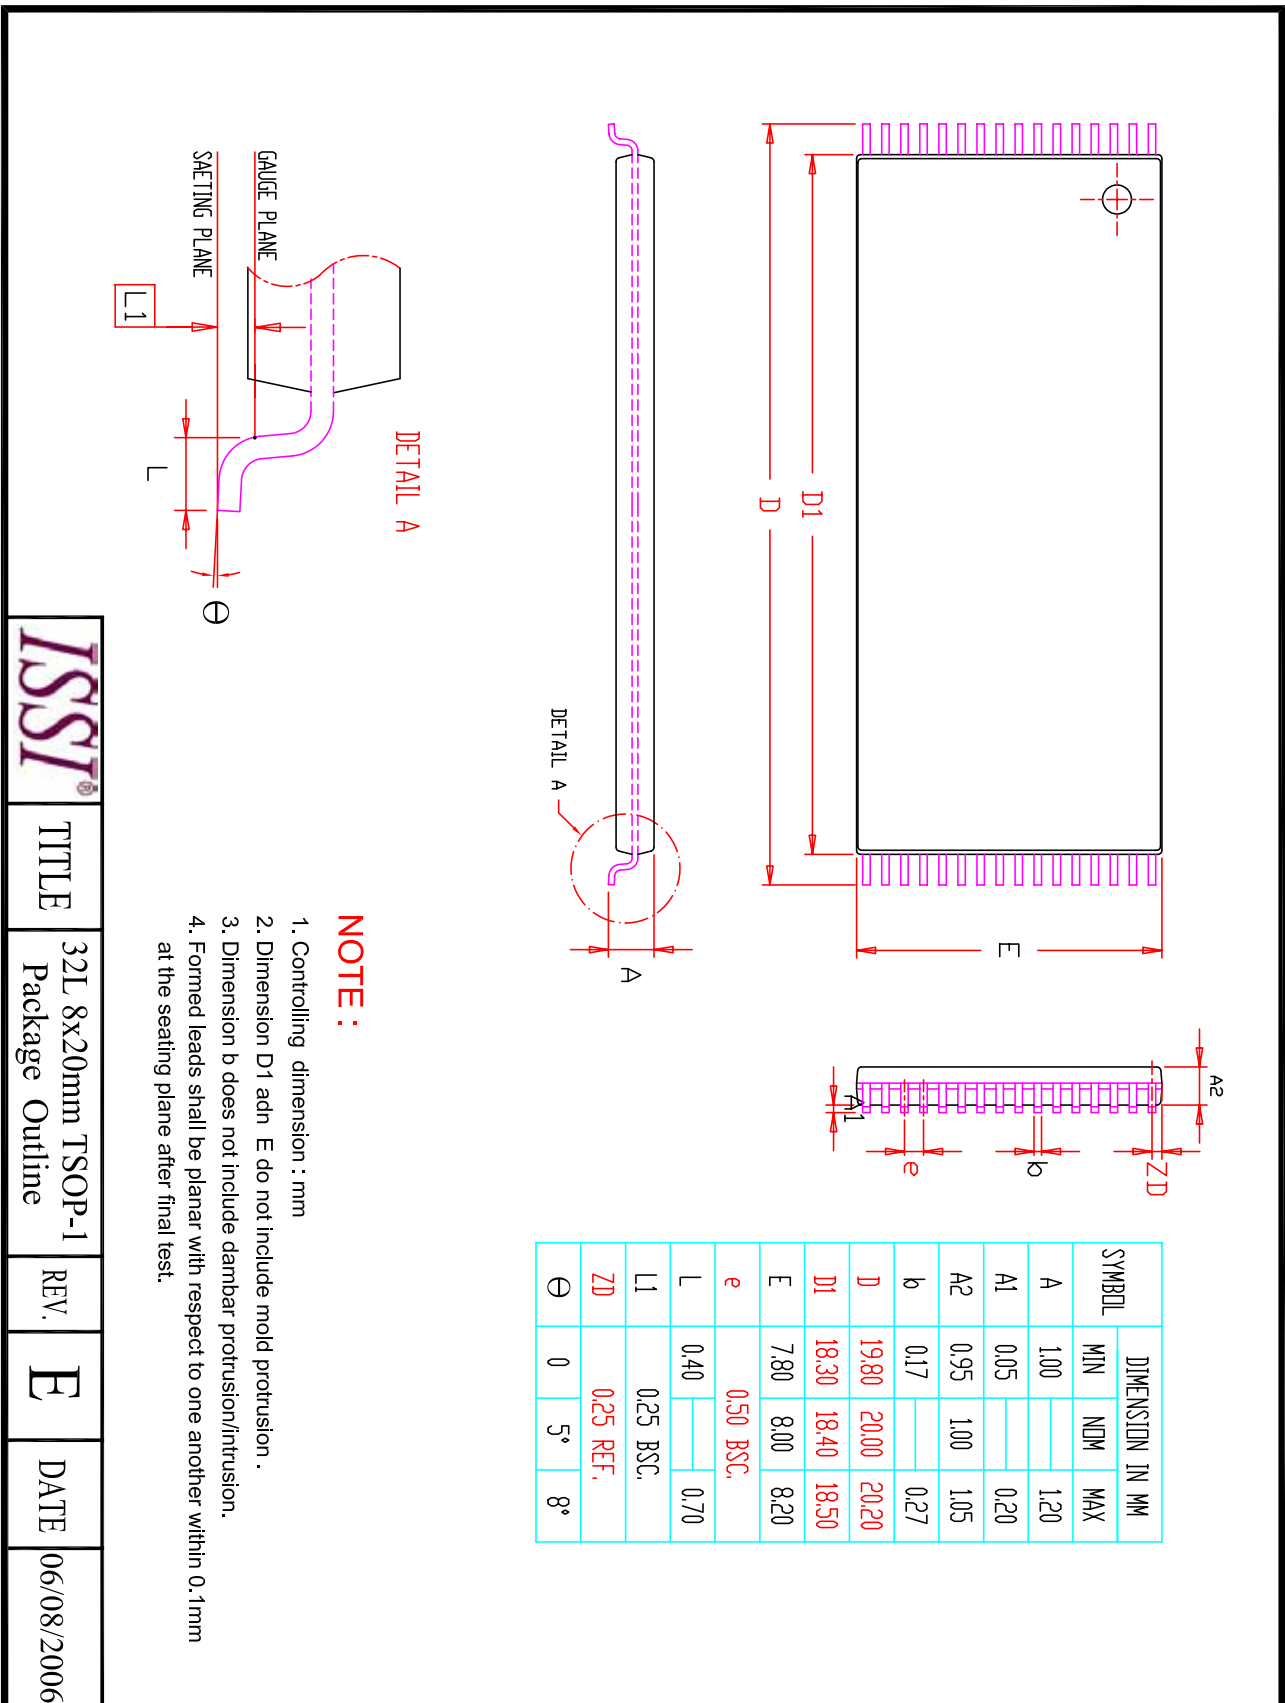 D1
D
E
A
DETAIL A
A2
A1
e
b
ZD
SYMBOL
DIMENSION IN MM
MIN NOM MAX
A 1.00 1.20
A1 0.05 0.20
A2 0.95 1.00 1.05
b 0.17 0.27
D 19.80 20.00 20.20
D1 18.30 18.40 18.50
E 7.80 8.00 8.20
e 0.50 BSC.
L 0.40 0.70
L1 0.25 BSC.
ZD 0.25 REF.
Θ 0 5° 8°
DETAIL A
GAUGE PLANE
SAETING PLANE
L1
L
Θ
NOTE :
1. Controlling dimension : mm
2. Dimension D1 adn E do not include mold protrusion .
3. Dimension b does not include dambar protrusion/intrusion.
4. Formed leads shall be planar with respect to one another within 0.1mm
at the seating plane after final test.
ISSI®
TITLE
32L 8x20mm TSOP-1
Package Outline
REV.
E
DATE
06/08/2006